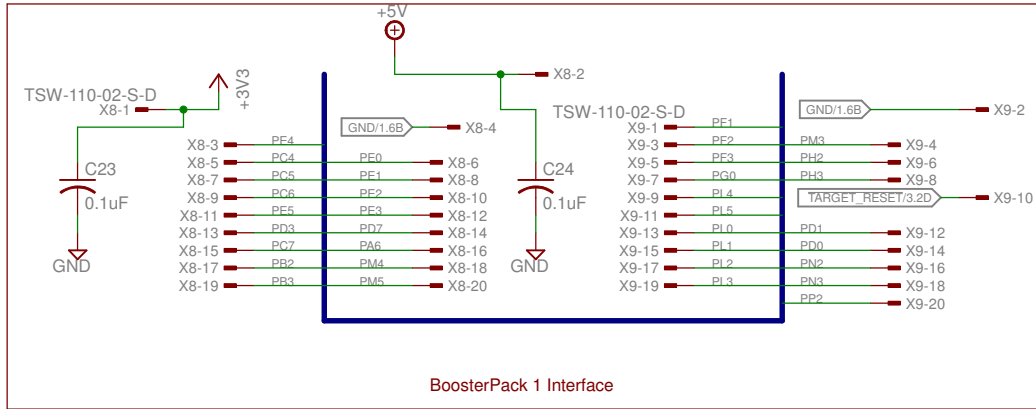 +5V
X8-2
TSW-110-02-S-D
X8-1
+3V3
TSW-110-02-S-D
GND/1.6B
X9-2
GND/1.6B
X8-4
X9-1
PF1
X8-3
PE4
X9-3
PF2
PM3
X9-4
X8-5
PC4
PE0
X8-6
X9-5
PF3
PH2
X9-6
C23
X8-7
PC5
PE1
X8-8
C24
X9-7
PG0
PH3
X9-8
0.1uF
X8-9
PC6
PE2
X8-10
0.1uF
X9-9
PL4
TARGET_RESET/3.2D
X9-10
X8-11
PE5
PE3
X8-12
X9-11
PL5
X8-13
PD3
PD7
X8-14
X9-13
PL0
PD1
X9-12
X8-15
PC7
PA6
X8-16
X9-15
PL1
PD0
X9-14
GND
X8-17
PB2
PM4
X8-18
GND
X9-17
PL2
PN2
X9-16
X8-19
PB3
PM5
X8-20
X9-19
PL3
PN3
X9-18
PP2
X9-20
BoosterPack 1 Interface